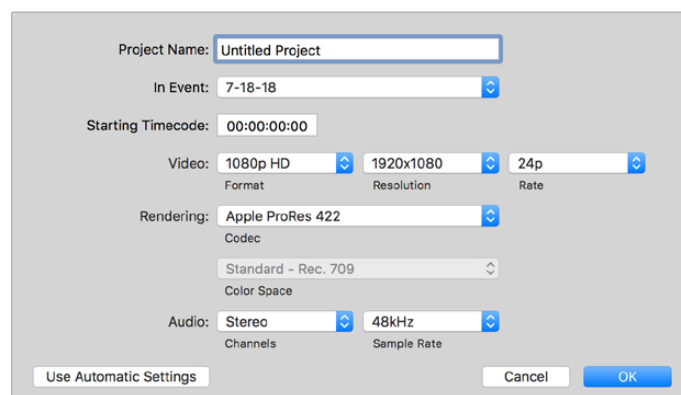 Project Name: Untitled Project
In Event: 7-18-18
Starting Timecode: 00:00:00:00
Video: 1080p HD 1920x1080 24p
Format Resolution Rate
Rendering: Apple ProRes 422
Codec
Standard - Rec. 709
Color Space
Audio: Stereo 48kHz
Channels Sample Rate
Use Automatic Settings Cancel OK